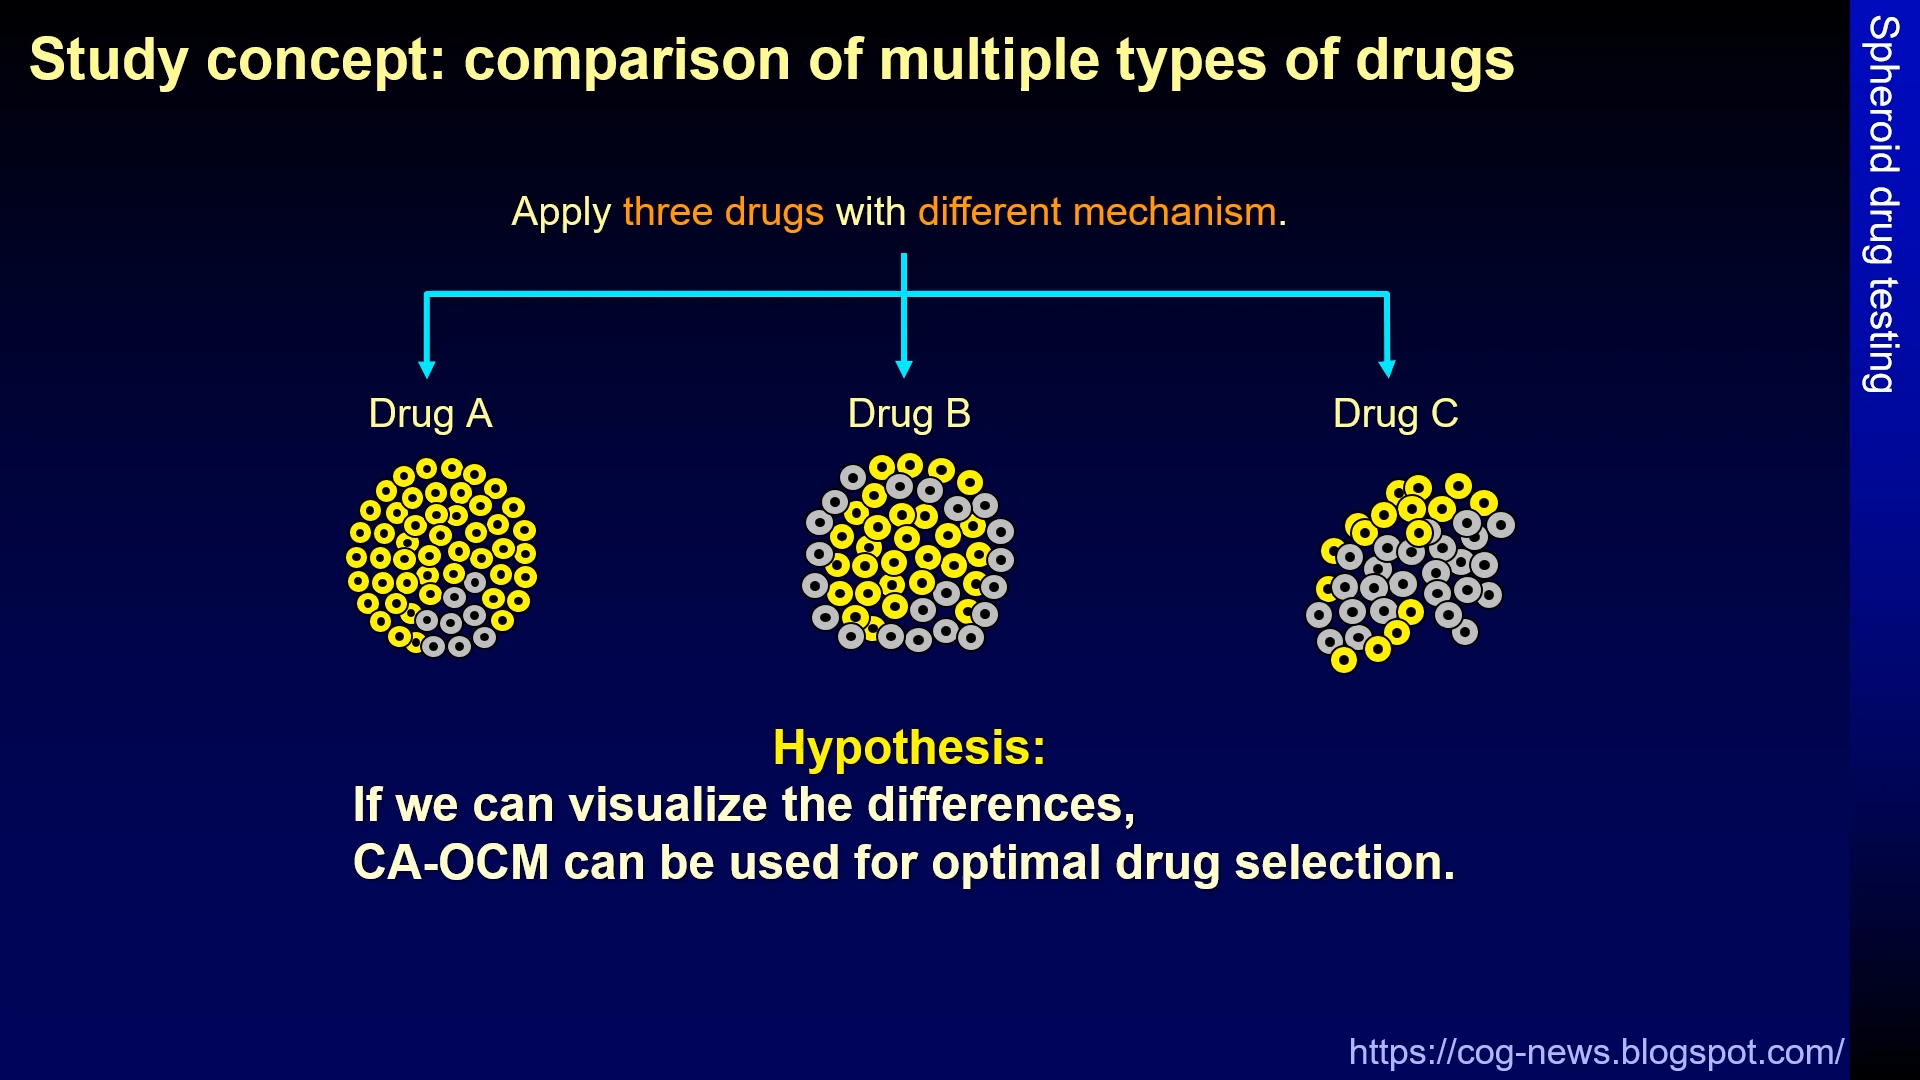 Study concept: comparison of multiple types of drugs
Spheroid drug testing
Apply three drugs with different mechanism.
Drug A
Drug B
Drug C
Hypothesis:
If we can visualize the differences,
CA-OCM can be used for optimal drug selection.
https://cog-news.blogspot.com/